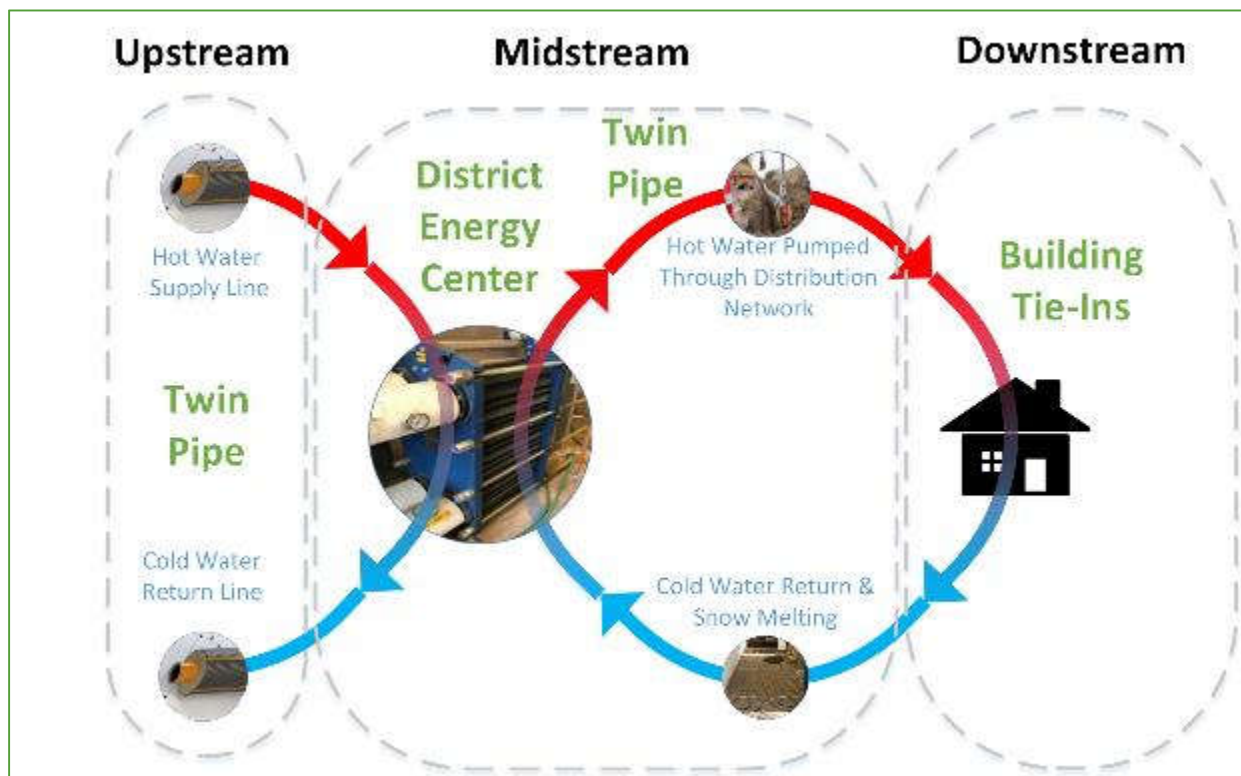 Upstream
Midstream
Downstream
Hot Water
Supply Line
Twin
Pipe
Cold Water
Return Line
District
Energy
Center
Twin
Pipe
Hot Water Pumped
Through Distribution
Network
Cold Water Return &
Snow Melting
Building
Tie-Ins